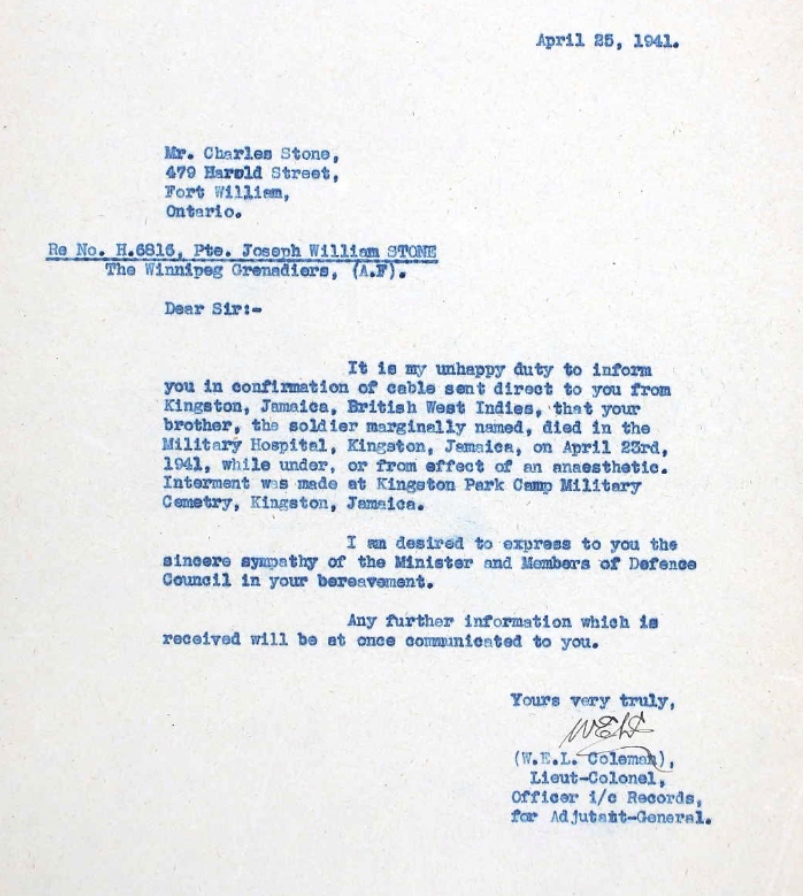 April 25, 1941.
Mr. Charles Stone,
479 Harold Street,
Fort William,
Ontario.
Re No. H.6816, Pte. Joseph William STONE
The Winnipeg Grenadiers, (A.F).
Dear Sir:-
It is my unhappy duty to inform
you in confirmation of cable sent direct to you from
Kingston, Jamaica, British West Indies, that your
brother, the soldier marginally named, died in the
Military Hospital, Kingston, Jamaica, on April 23rd,
1941, while under, or from effect of an anaesthetic.
Interment was made at Kingston Park Camp Military
Cemetry, Kingston, Jamaica.
I am desired to express to you the
sincere sympathy of the Minister and Members of Defence
Council in your bereavement.
Any further information which is
received will be at once communicated to you.
Yours very truly,
(W.E.L. Coleman),
Lieut-Colonel,
Officer i/c Records,
for Adjutant-General.